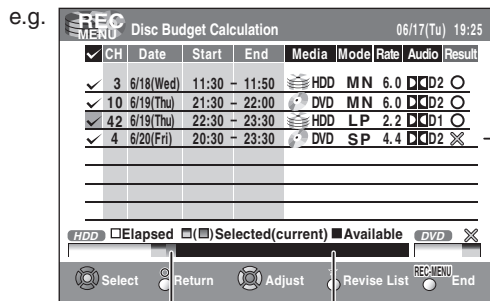 e.g.
REC MENU Disc Budget Calculation 06/17(Tu) 19:25
✓ CH Date Start End Media Mode Rate Audio Result
✓ 3 6/18(Wed) 11:30 – 11:50 HDD MN 6.0 D2 O
✓ 10 6/19(Thu) 21:30 – 22:00 DVD MN 6.0 D2 O
✓ 42 6/19(Thu) 22:30 – 23:30 HDD LP 2.2 D1 O
✓ 4 6/20(Fri) 20:30 – 23:30 DVD SP 4.4 D2 X
HDD □Elapsed ■(■)Selected(current) ■Available DVD X
Select Return Adjust Revise List REC-MENU End